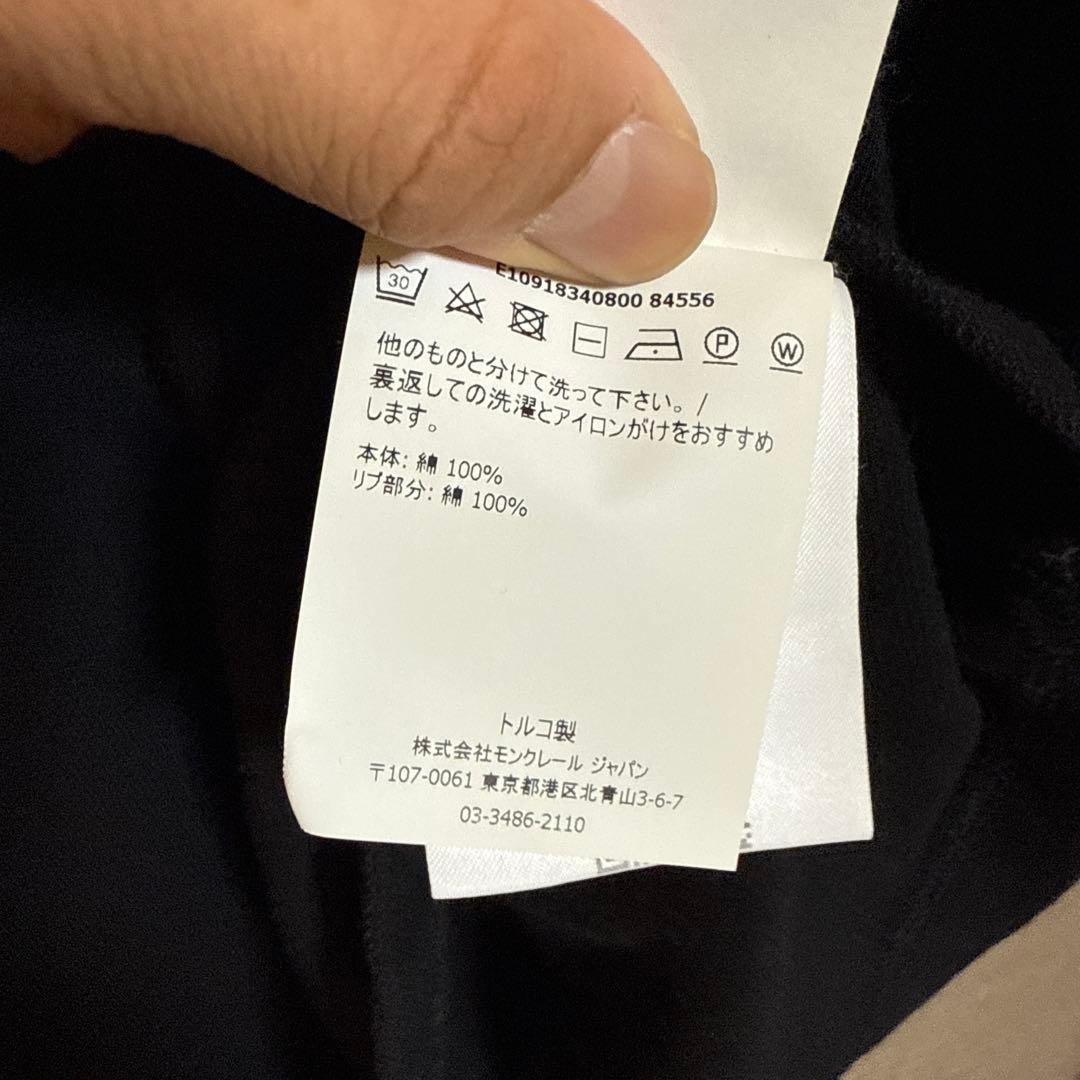 E10918340800 84556
30
P
W
他のものと分けて洗って下さい。/
裏返しての洗濯とアイロンがけをおすすめ
します。
本体: 綿 100%
リブ部分: 綿 100%
トルコ製
株式会社モンクレール ジャパン
〒107-0061 東京都港区北青山3-6-7
03-3486-2110